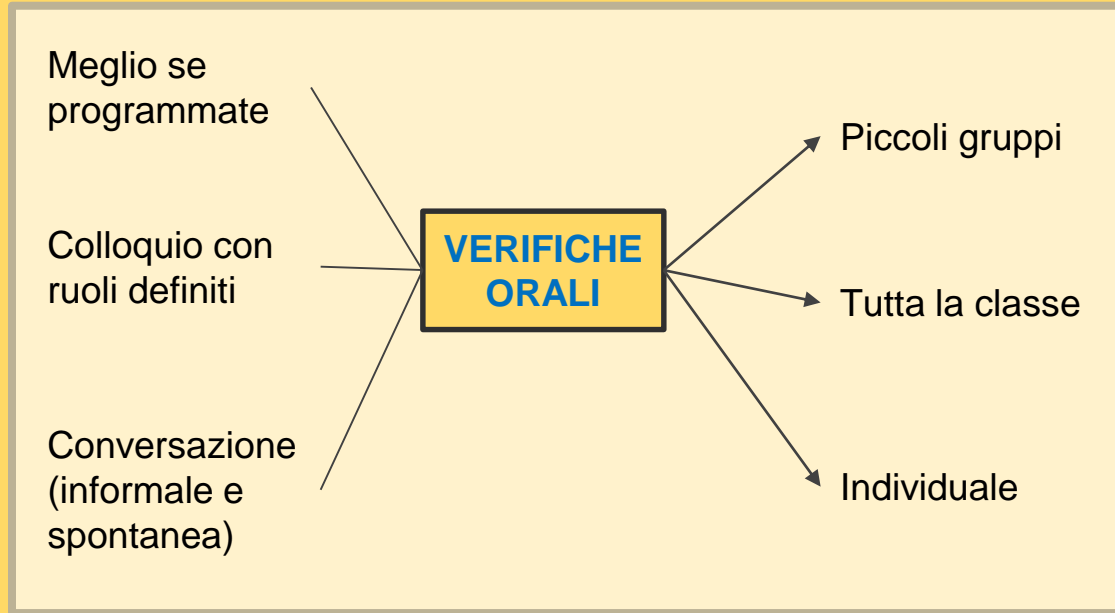 Meglio se
programmate
Colloquio con
ruoli definiti
Conversazione
(informale e
spontanea)
VERIFICHE
ORALI
Piccoli gruppi
Tutta la classe
Individuale